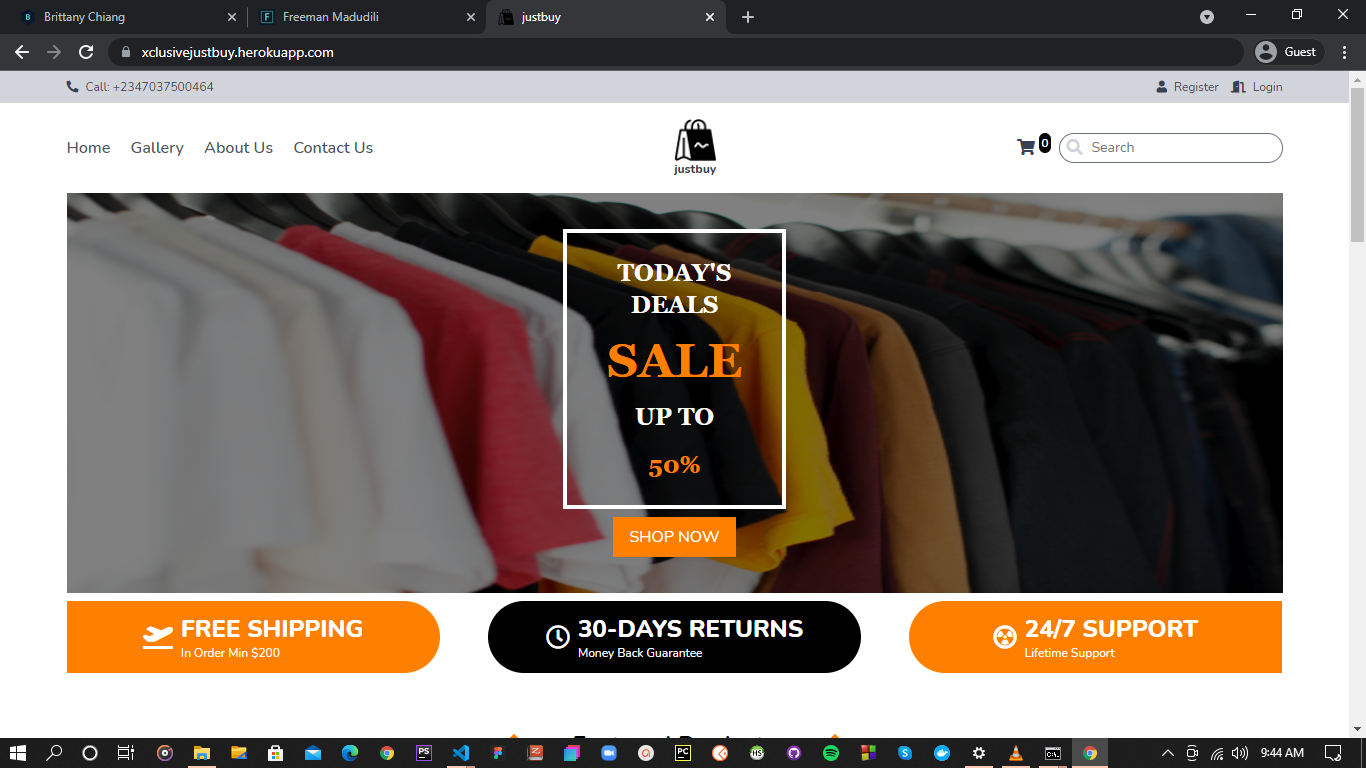 Brittany Chiang
Freeman Madudili
justbuy
xclusivejustbuy.herokuapp.com
Guest
Call: +2347037500464
Register
Login
Home
Gallery
About Us
Contact Us
justbuy
0
Search
TODAY'S
DEALS
SALE
UP TO
50%
SHOP NOW
FREE SHIPPING
In Order Min $200
30-DAYS RETURNS
Money Back Guarantee
24/7 SUPPORT
Lifetime Support
9:44 AM